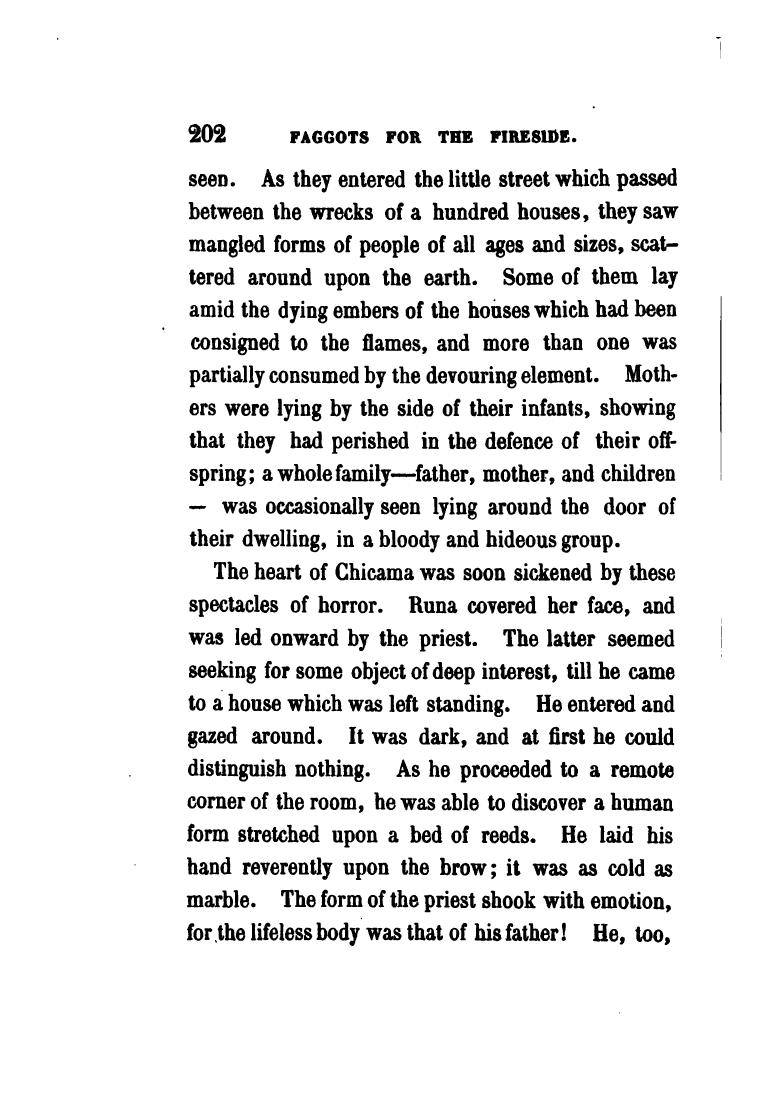 202 FAGGOTS FOR THE FIRESIDE.
seen. As they entered the little street which passed
between the wrecks of a hundred houses, they saw
mangled forms of people of all ages and sizes, scat-
tered around upon the earth. Some of them lay
amid the dying embers of the houses which had been
consigned to the flames, and more than one was
partially consumed by the devouring element. Moth-
ers were lying by the side of their infants, showing
that they had perished in the defence of their off-
spring; a whole family—father, mother, and children
— was occasionally seen lying around the door of
their dwelling, in a bloody and hideous group.
The heart of Chicama was soon sickened by these
spectacles of horror. Runa covered her face, and
was led onward by the priest. The latter seemed
seeking for some object of deep interest, till he came
to a house which was left standing. He entered and
gazed around. It was dark, and at first he could
distinguish nothing. As he proceeded to a remote
corner of the room, he was able to discover a human
form stretched upon a bed of reeds. He laid his
hand reverently upon the brow; it was as cold as
marble. The form of the priest shook with emotion,
for the lifeless body was that of his father! He, too,